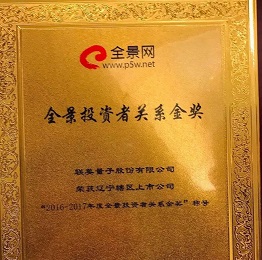 全景网
www.p5w.net
全景投资者关系金奖
联美量子股份有限公司
荣获辽宁辖区上市公司
“2016-2017年度全景投资者关系金奖”称号